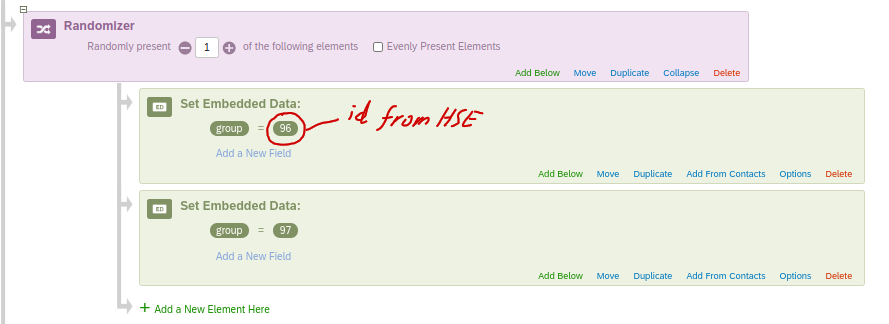 Randomizer
Randomly present 1 of the following elements Evenly Present Elements
Add Below Move Duplicate Collapse Delete
ED Set Embedded Data:
group = 96 id from HSE
Add a New Field
Add Below Move Duplicate Add From Contacts Options Delete
ED Set Embedded Data:
group = 97
Add a New Field
Add Below Move Duplicate Add From Contacts Options Delete
+ Add a New Element Here